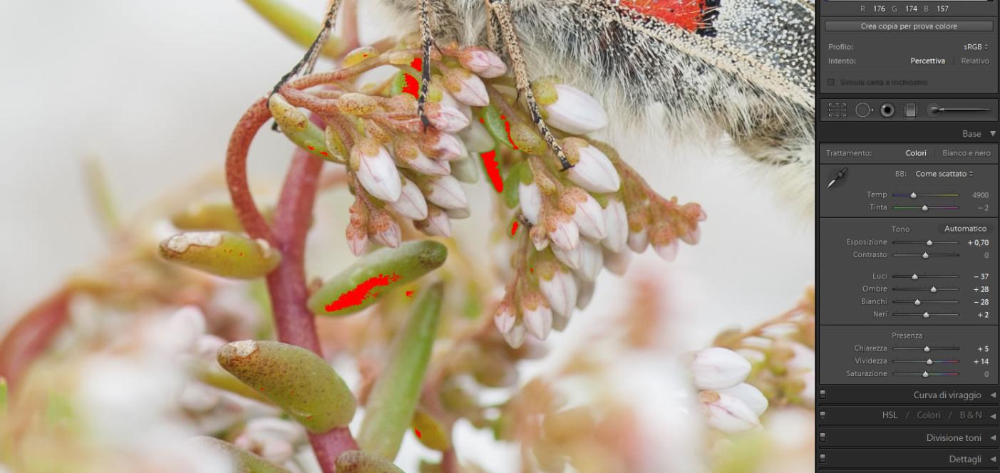 R 176 G 174 B 157
Crea copia per prova colore
Profilo: sRGB
Intento: Percettiva Relativo
Simula carta e inchiostro
Base
Trattamento: Colori Bianco e nero
BB: Come scattato
Temp 4900
Tinta – 2
Tono Automatico
Esposizione + 0,70
Contrasto 0
Luci – 37
Ombre + 28
Bianchi – 28
Neri + 2
Presenza
Chiarezza + 5
Vividezza + 14
Saturazione 0
Curva di viraggio
HSL / Colori / B & N
Divisione toni
Dettagli